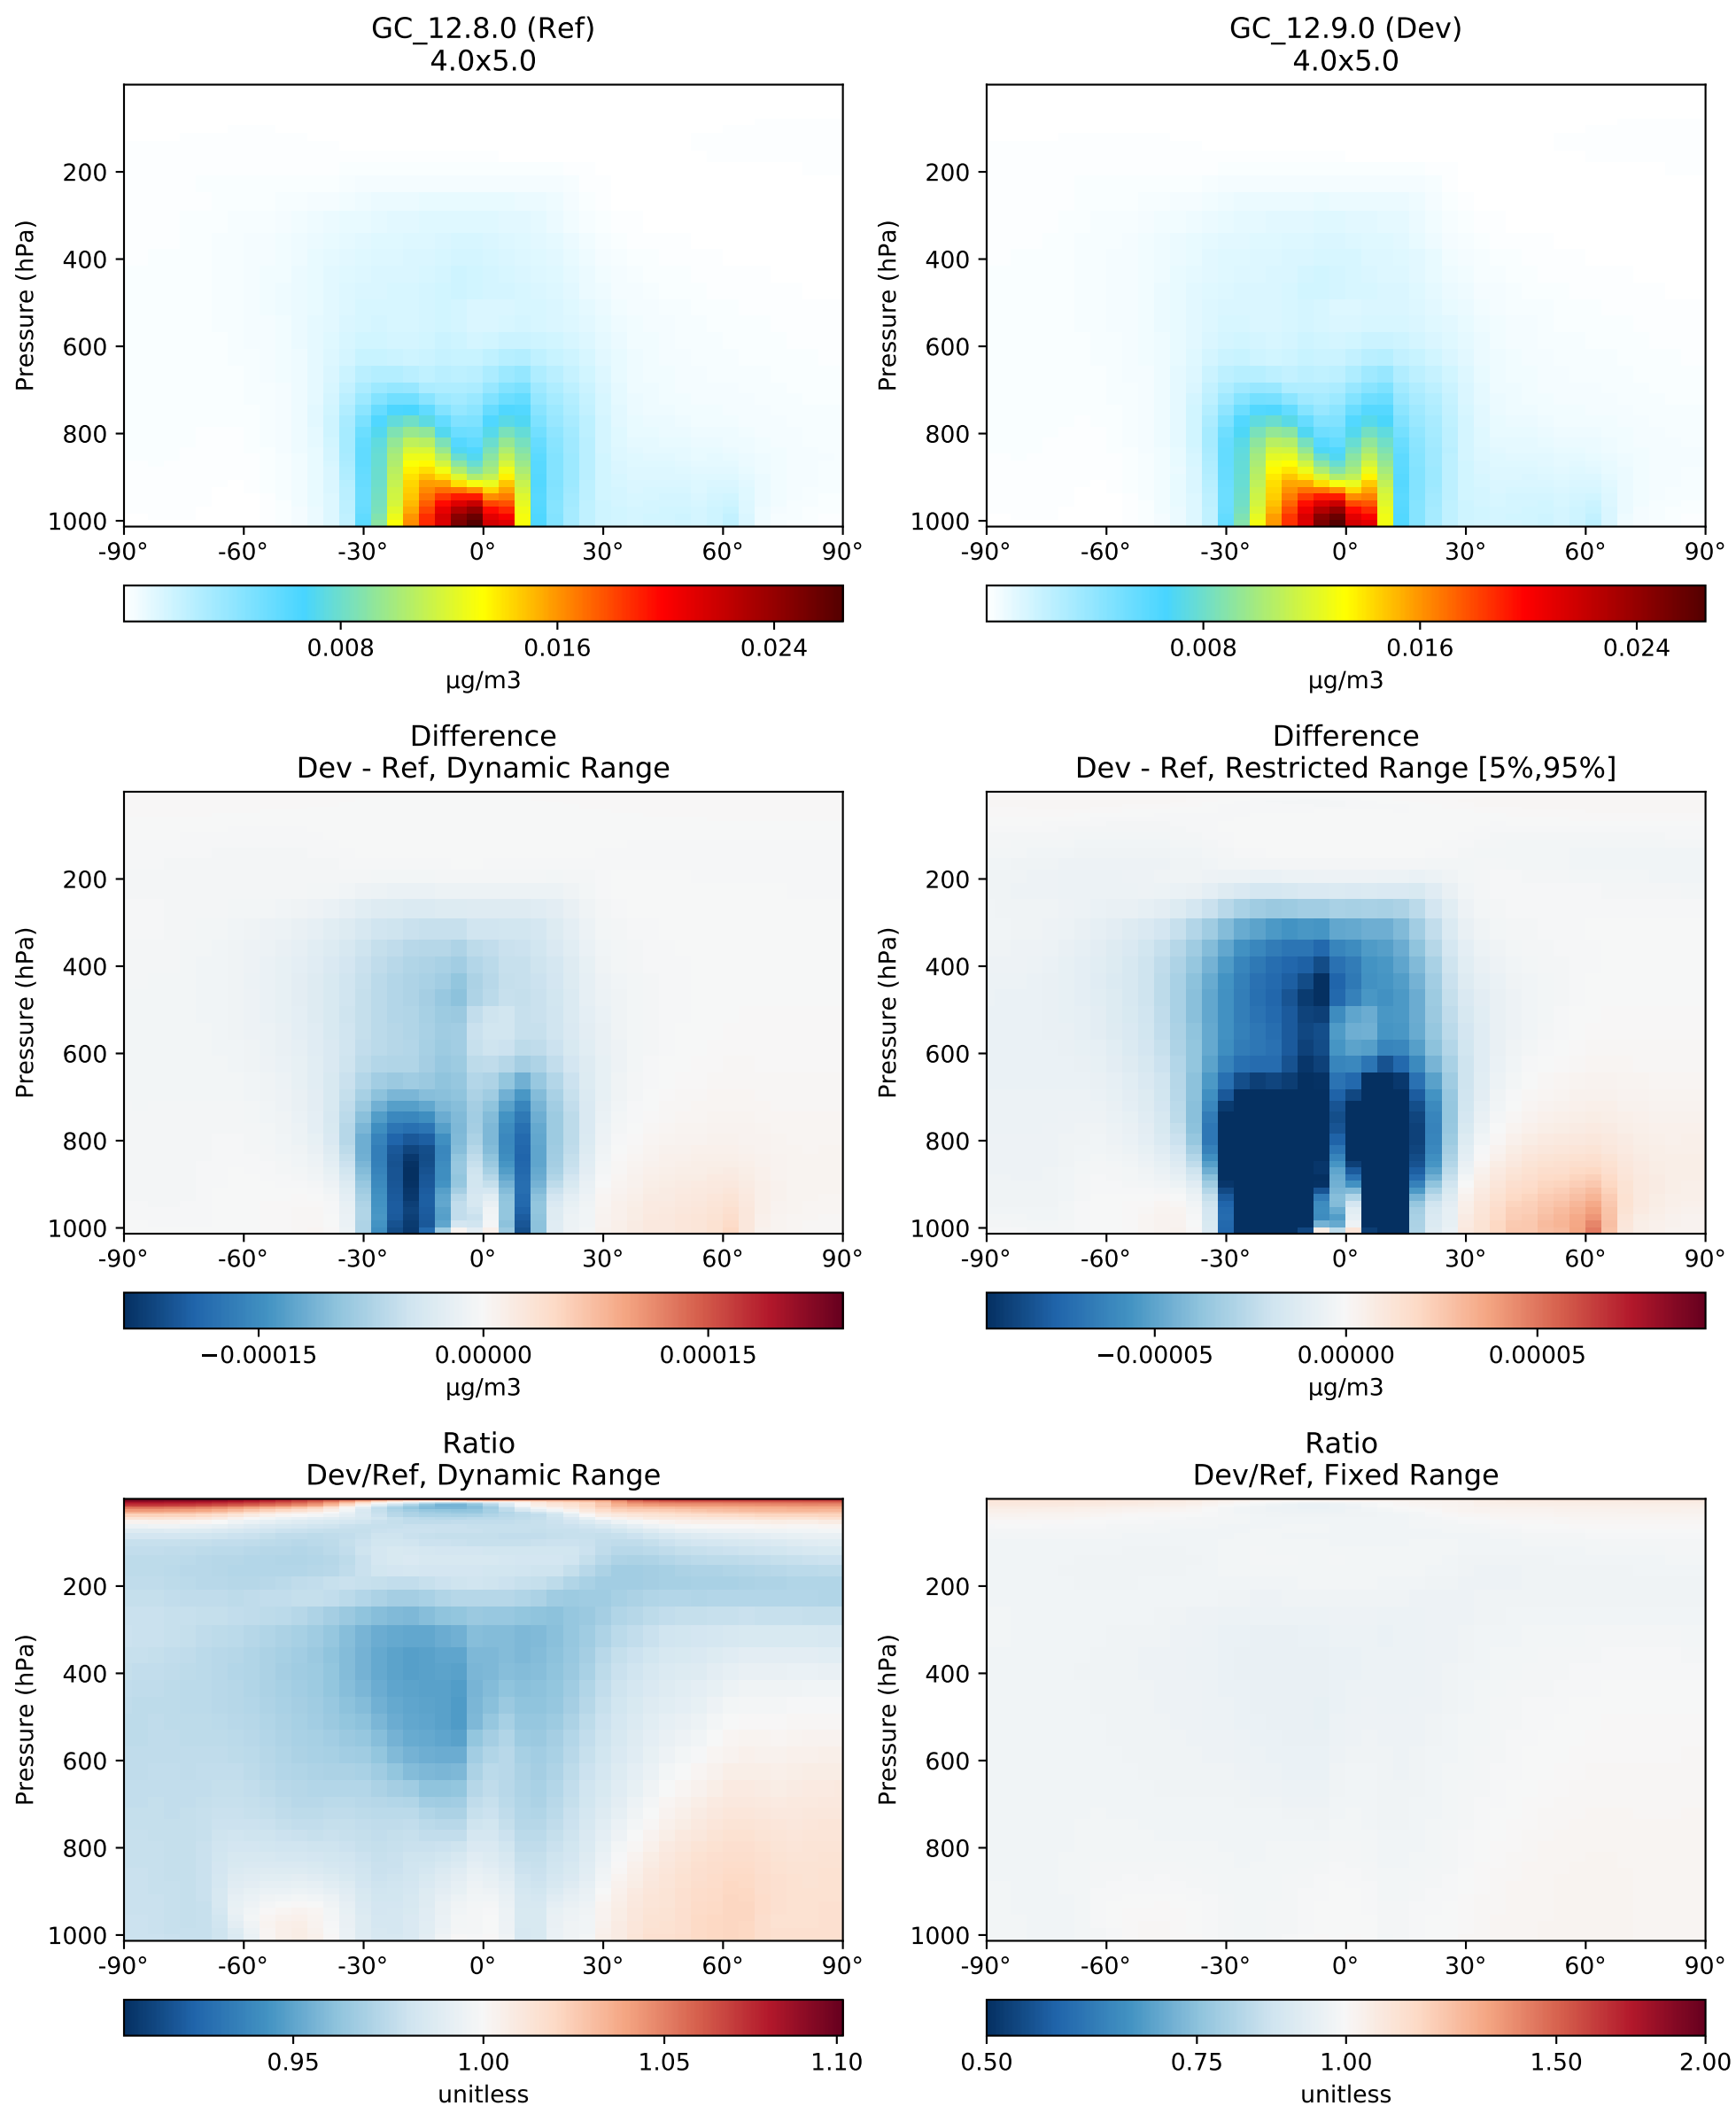 GC_12.8.0 (Ref)
4.0x5.0
Pressure (hPa)
200
400
600
800
1000
-90° -60° -30° 0° 30° 60° 90°
0.008 0.016 0.024
µg/m3
GC_12.9.0 (Dev)
4.0x5.0
Pressure (hPa)
200
400
600
800
1000
-90° -60° -30° 0° 30° 60° 90°
0.008 0.016 0.024
µg/m3
Difference
Dev - Ref, Dynamic Range
Pressure (hPa)
200
400
600
800
1000
-90° -60° -30° 0° 30° 60° 90°
−0.00015 0.00000 0.00015
µg/m3
Difference
Dev - Ref, Restricted Range [5%,95%]
Pressure (hPa)
200
400
600
800
1000
-90° -60° -30° 0° 30° 60° 90°
−0.00005 0.00000 0.00005
µg/m3
Ratio
Dev/Ref, Dynamic Range
Pressure (hPa)
200
400
600
800
1000
-90° -60° -30° 0° 30° 60° 90°
0.95 1.00 1.05 1.10
unitless
Ratio
Dev/Ref, Fixed Range
Pressure (hPa)
200
400
600
800
1000
-90° -60° -30° 0° 30° 60° 90°
0.50 0.75 1.00 1.50 2.00
unitless